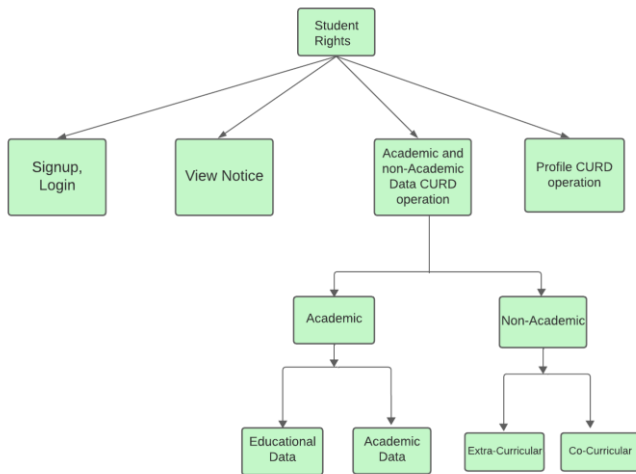 Student
Rights
Signup,
Login
View Notice
Academic and
non-Academic
Data CURD
operation
Profile CURD
operation
Academic
Non-Academic
Educational
Data
Academic
Data
Extra-Curricular
Co-Curricular